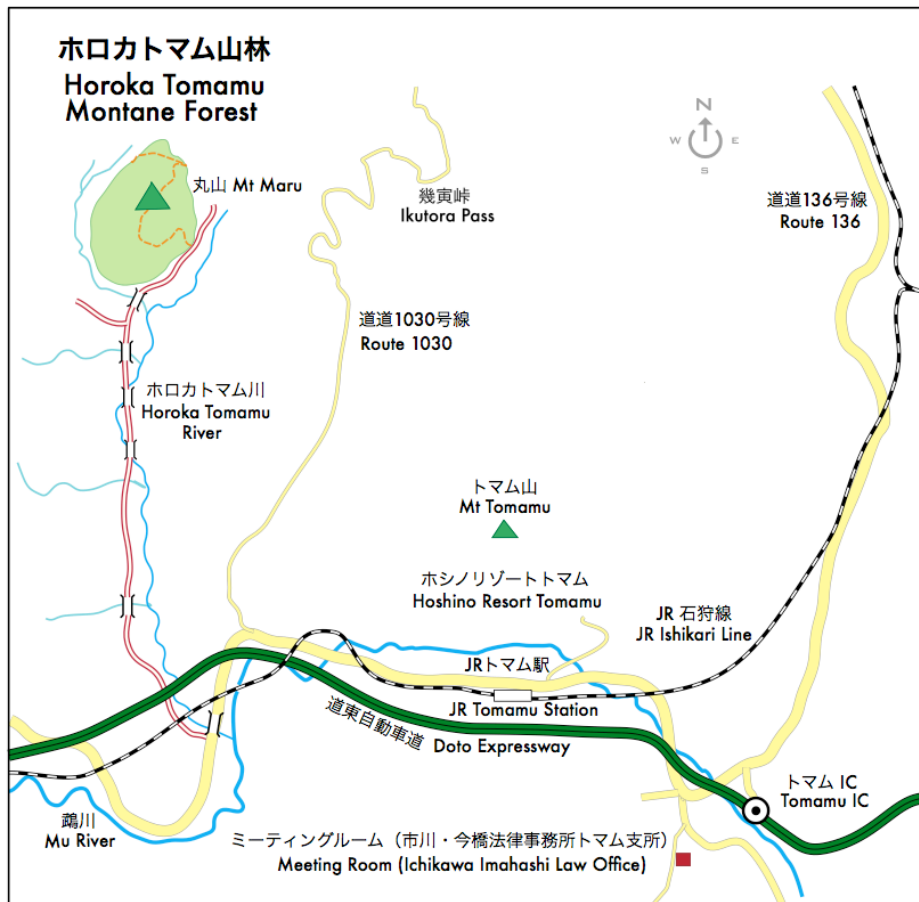 ホロカトマム山林
Horoka Tomamu
Montane Forest
N
W
E
S
丸山 Mt Maru
幾寅峠
Ikutora Pass
道道136号線
Route 136
道道1030号線
Route 1030
ホロカトマム川
Horoka Tomamu
River
トマム山
Mt Tomamu
ホシノリゾートトマム
Hoshino Resort Tomamu
JR 石狩線
JR Ishikari Line
JRトマム駅
JR Tomamu Station
道東自動車道
Doto Expressway
トマム IC
Tomamu IC
鵡川
Mu River
ミーティングルーム（市川・今橋法律事務所トマム支所）
Meeting Room (Ichikawa Imahashi Law Office)